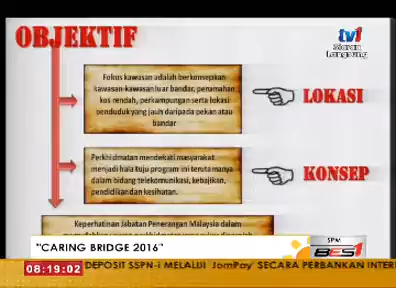 OBJEKTIF
tv1
Siaran
Langsung
Fokus kawasan adalah berkonsepkan
kawasan-kawasan luar bandar, penamahan
kos rendah, perkampungan serta lokasi
penduduk yang jauh daripada pekan atau
bandar
LOKASI
Perkhidmatan mendekati masyarakat
menjadi hala tuju program ini terutamanya
dalam bidang telekomunikasi, kebajikan,
pendidikan dan kesihatan.
KONSEP
Keperhatinan Jabatan Penerangan Malaysia dalam
"CARING BRIDGE 2016"
SPM
BES1
08:19:02
DEPOSIT SSPN-i MELALUI 'JomPay' SECARA PERBANKAN INTER